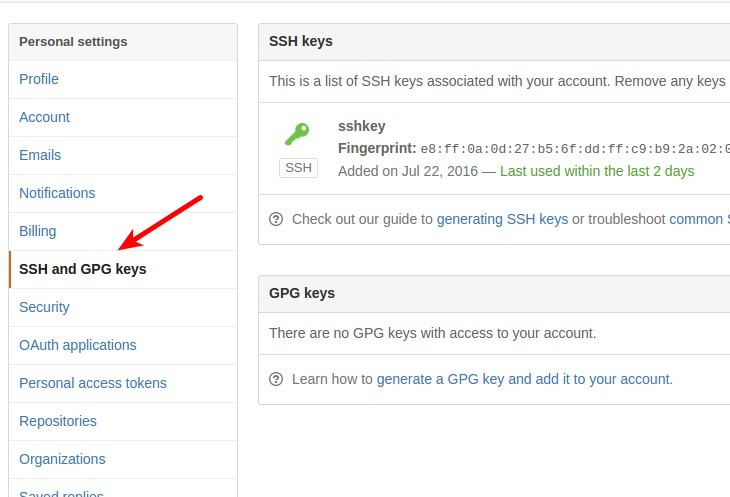 Personal settings
Profile
Account
Emails
Notifications
Billing
SSH and GPG keys
Security
OAuth applications
Personal access tokens
Repositories
Organizations
Saved replies
SSH keys
This is a list of SSH keys associated with your account. Remove any keys
sshkey
SSH
Fingerprint: e8:ff:0a:0d:27:b5:6f:dd:ff:c9:b9:2a:02:0
Added on Jul 22, 2016 — Last used within the last 2 days
Check out our guide to generating SSH keys or troubleshoot common S
GPG keys
There are no GPG keys with access to your account.
Learn how to generate a GPG key and add it to your account.